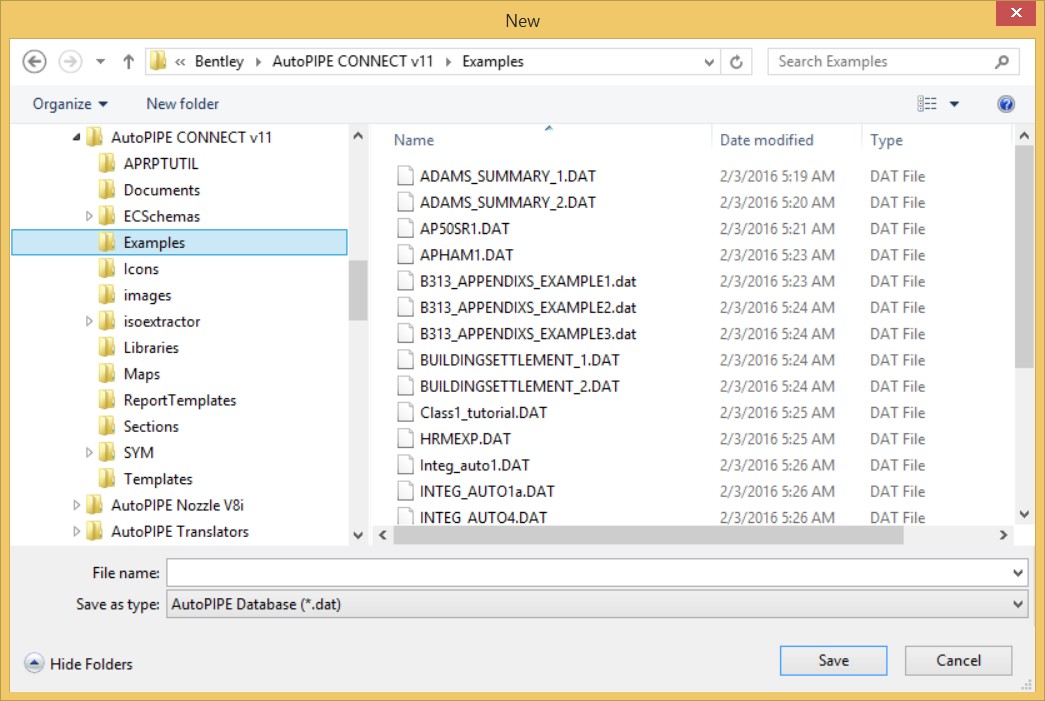 New
« Bentley AutoPIPE CONNECT v11 Examples
Search Examples
Organize
New folder
AutoPIPE CONNECT v11
APRPTUTIL
Documents
ECSchemas
Examples
Icons
images
isoextractor
Libraries
Maps
ReportTemplates
Sections
SYM
Templates
AutoPIPE Nozzle V8i
AutoPIPE Translators
Name Date modified Type
ADAMS_SUMMARY_1.DAT 2/3/2016 5:19 AM DAT File
ADAMS_SUMMARY_2.DAT 2/3/2016 5:20 AM DAT File
AP50SR1.DAT 2/3/2016 5:21 AM DAT File
APHAM1.DAT 2/3/2016 5:23 AM DAT File
B313_APPENDIXS_EXAMPLE1.dat 2/3/2016 5:23 AM DAT File
B313_APPENDIXS_EXAMPLE2.dat 2/3/2016 5:24 AM DAT File
B313_APPENDIXS_EXAMPLE3.dat 2/3/2016 5:24 AM DAT File
BUILDINGSETTLEMENT_1.DAT 2/3/2016 5:24 AM DAT File
BUILDINGSETTLEMENT_2.DAT 2/3/2016 5:24 AM DAT File
Class1_tutorial.DAT 2/3/2016 5:25 AM DAT File
HRMEXP.DAT 2/3/2016 5:25 AM DAT File
Integ_auto1.DAT 2/3/2016 5:26 AM DAT File
INTEG_AUTO1a.DAT 2/3/2016 5:26 AM DAT File
INTEG_AUTO4.DAT 2/3/2016 5:26 AM DAT File
File name:
Save as type: AutoPIPE Database (*.dat)
Hide Folders
Save
Cancel